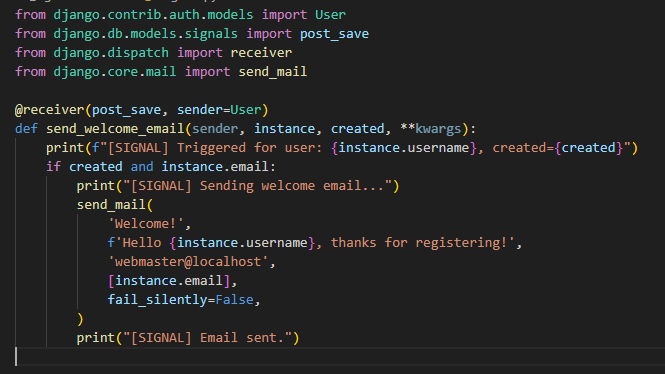 from django.contrib.auth.models import User
from django.db.models.signals import post_save
from django.dispatch import receiver
from django.core.mail import send_mail

@receiver(post_save, sender=User)
def send_welcome_email(sender, instance, created, **kwargs):
    print(f"[SIGNAL] Triggered for user: {instance.username}, created={created}")
    if created and instance.email:
        print("[SIGNAL] Sending welcome email...")
        send_mail(
            'Welcome!',
            f'Hello {instance.username}, thanks for registering!',
            'webmaster@localhost',
            [instance.email],
            fail_silently=False,
        )
        print("[SIGNAL] Email sent.")